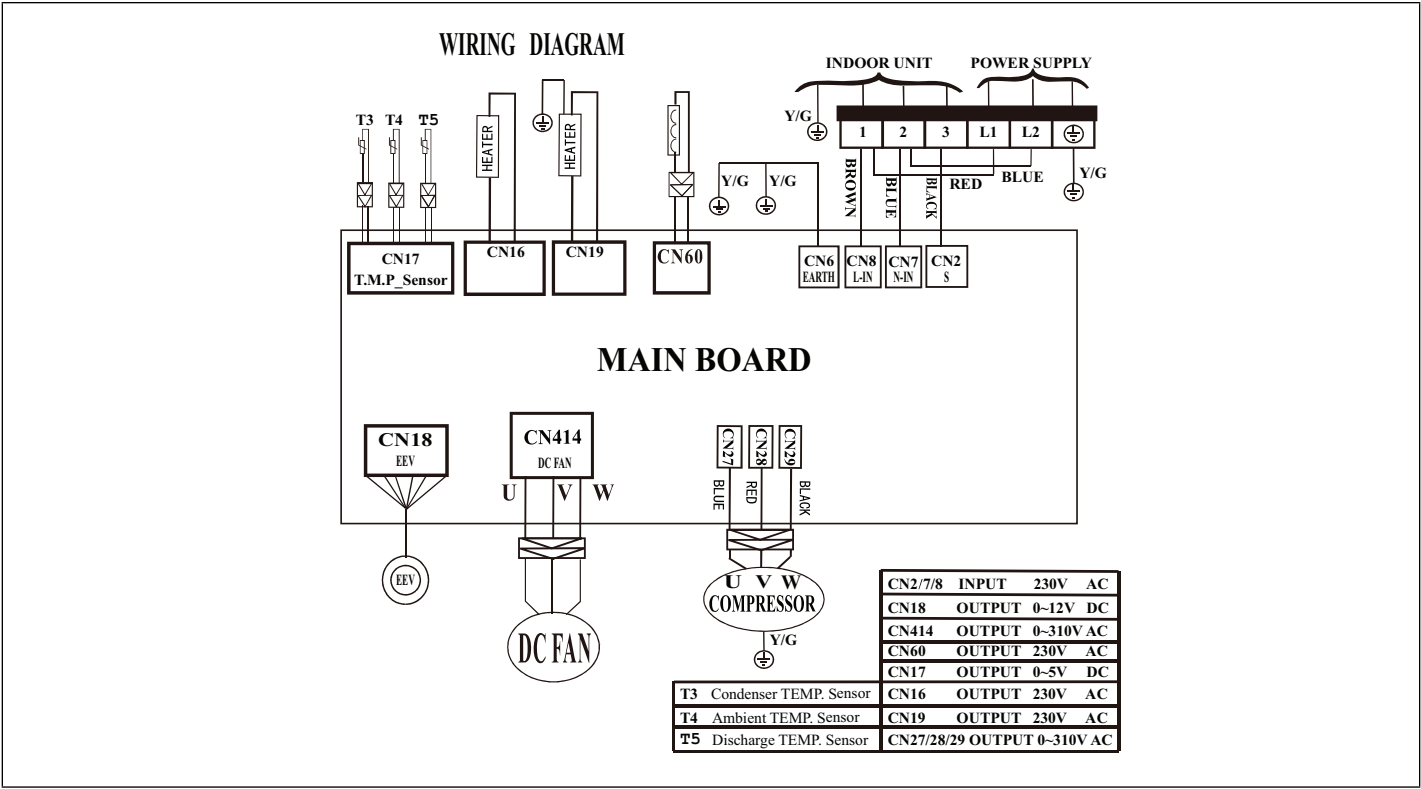 WIRING DIAGRAM
INDOOR UNIT
POWER SUPPLY
T3 T4 T5
HEATER
HEATER
Y/G
1 2 3 L1 L2
Y/G Y/G
BROWN
BLUE
BLACK
RED
BLUE
Y/G
CN17
T.M.P_Sensor
CN16
CN19
CN60
CN6
EARTH
CN8
L-IN
CN7
N-IN
CN2
S
MAIN BOARD
CN18
EEV
CN414
DC FAN
U V W
CN27
CN28
CN29
BLUE
RED
BLACK
EEV
DC FAN
U V W
COMPRESSOR
Y/G
CN2/7/8 INPUT 230V AC
CN18 OUTPUT 0~12V DC
CN414 OUTPUT 0~310V AC
CN60 OUTPUT 230V AC
CN17 OUTPUT 0~5V DC
T3 Condenser TEMP. Sensor CN16 OUTPUT 230V AC
T4 Ambient TEMP. Sensor CN19 OUTPUT 230V AC
T5 Discharge TEMP. Sensor CN27/28/29 OUTPUT 0~310V AC